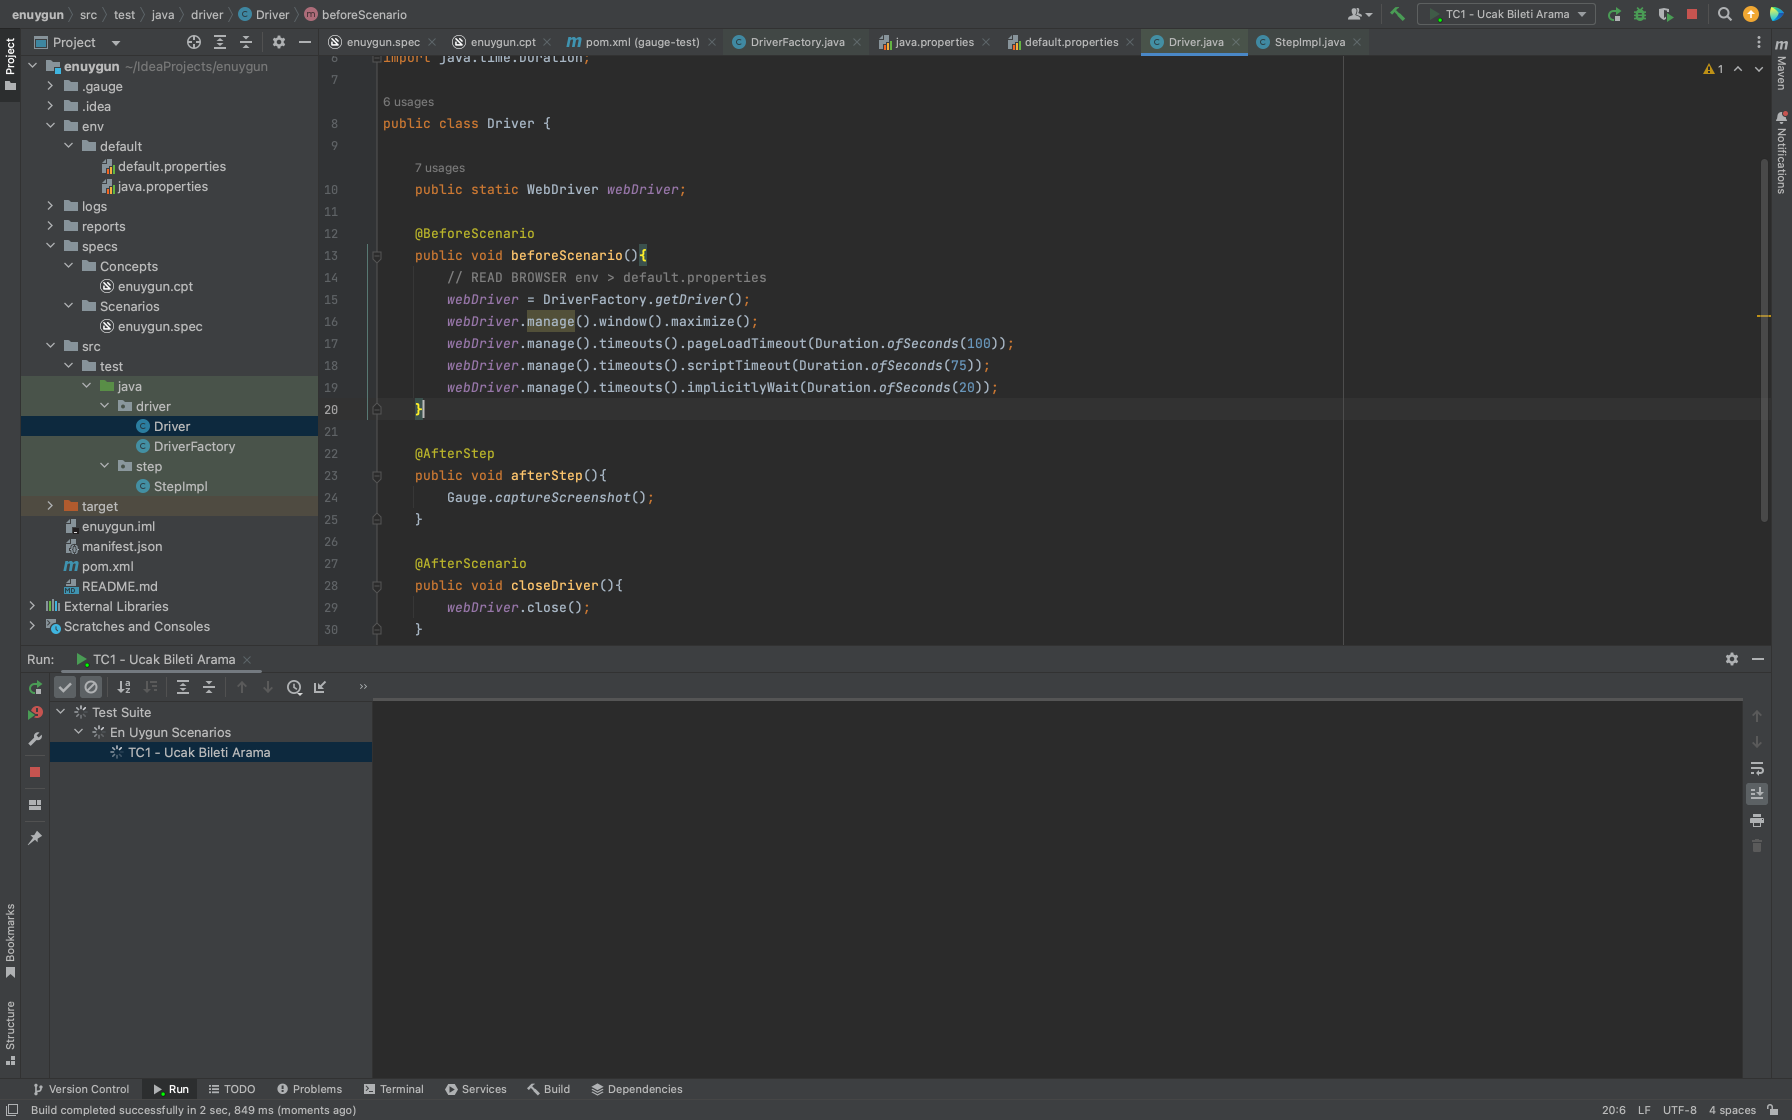 enuygun src test java driver Driver beforeScenario
TC1 - Ucak Bileti Arama
Project
enuygun.spec enuygun.cpt pom.xml (gauge-test) DriverFactory.java java.properties default.properties Driver.java StepImpl.java
Project
enuygun ~/IdeaProjects/enuygun
.gauge
.idea
env
default
default.properties
java.properties
logs
reports
specs
Concepts
enuygun.cpt
Scenarios
enuygun.spec
src
test
java
driver
Driver
DriverFactory
step
StepImpl
target
enuygun.iml
manifest.json
pom.xml
README.md
External Libraries
Scratches and Consoles
6 import java.time.Duration;
7
6 usages
8 public class Driver {
9
7 usages
10 public static WebDriver webDriver;
11
12 @BeforeScenario
13 public void beforeScenario(){
14 // READ BROWSER env > default.properties
15 webDriver = DriverFactory.getDriver();
16 webDriver.manage().window().maximize();
17 webDriver.manage().timeouts().pageLoadTimeout(Duration.ofSeconds(100));
18 webDriver.manage().timeouts().scriptTimeout(Duration.ofSeconds(75));
19 webDriver.manage().timeouts().implicitlyWait(Duration.ofSeconds(20));
20 }
21
22 @AfterStep
23 public void afterStep(){
24 Gauge.captureScreenshot();
25 }
26
27 @AfterScenario
28 public void closeDriver(){
29 webDriver.close();
30 }
1
m
Maven
Notifications
Run: TC1 - Ucak Bileti Arama
Test Suite
En Uygun Scenarios
TC1 - Ucak Bileti Arama
Bookmarks
Structure
Version Control Run TODO Problems Terminal Services Build Dependencies
Build completed successfully in 2 sec, 849 ms (moments ago)
20:6 LF UTF-8 4 spaces